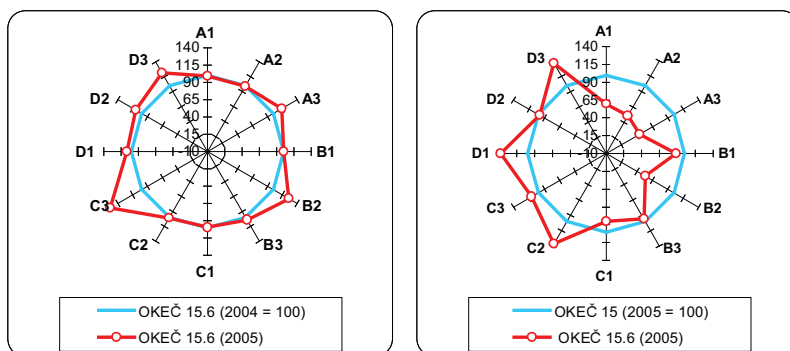 A1
140
D3
115
A2
90
65
D2
A3
40
15
D1
-10
B1
C3
B2
C2
B3
C1
OKEČ 15.6 (2004 = 100)
OKEČ 15.6 (2005)
A1
140
D3
115
A2
90
D2
65
A3
40
15
D1
-10
B1
C3
B2
C2
B3
C1
OKEČ 15 (2005 = 100)
OKEČ 15.6 (2005)